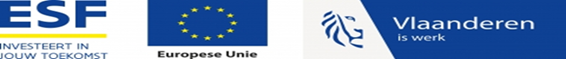 ESF
INVESTEERT IN
JOUW TOEKOMST
Europese Unie
Vlaanderen
is werk